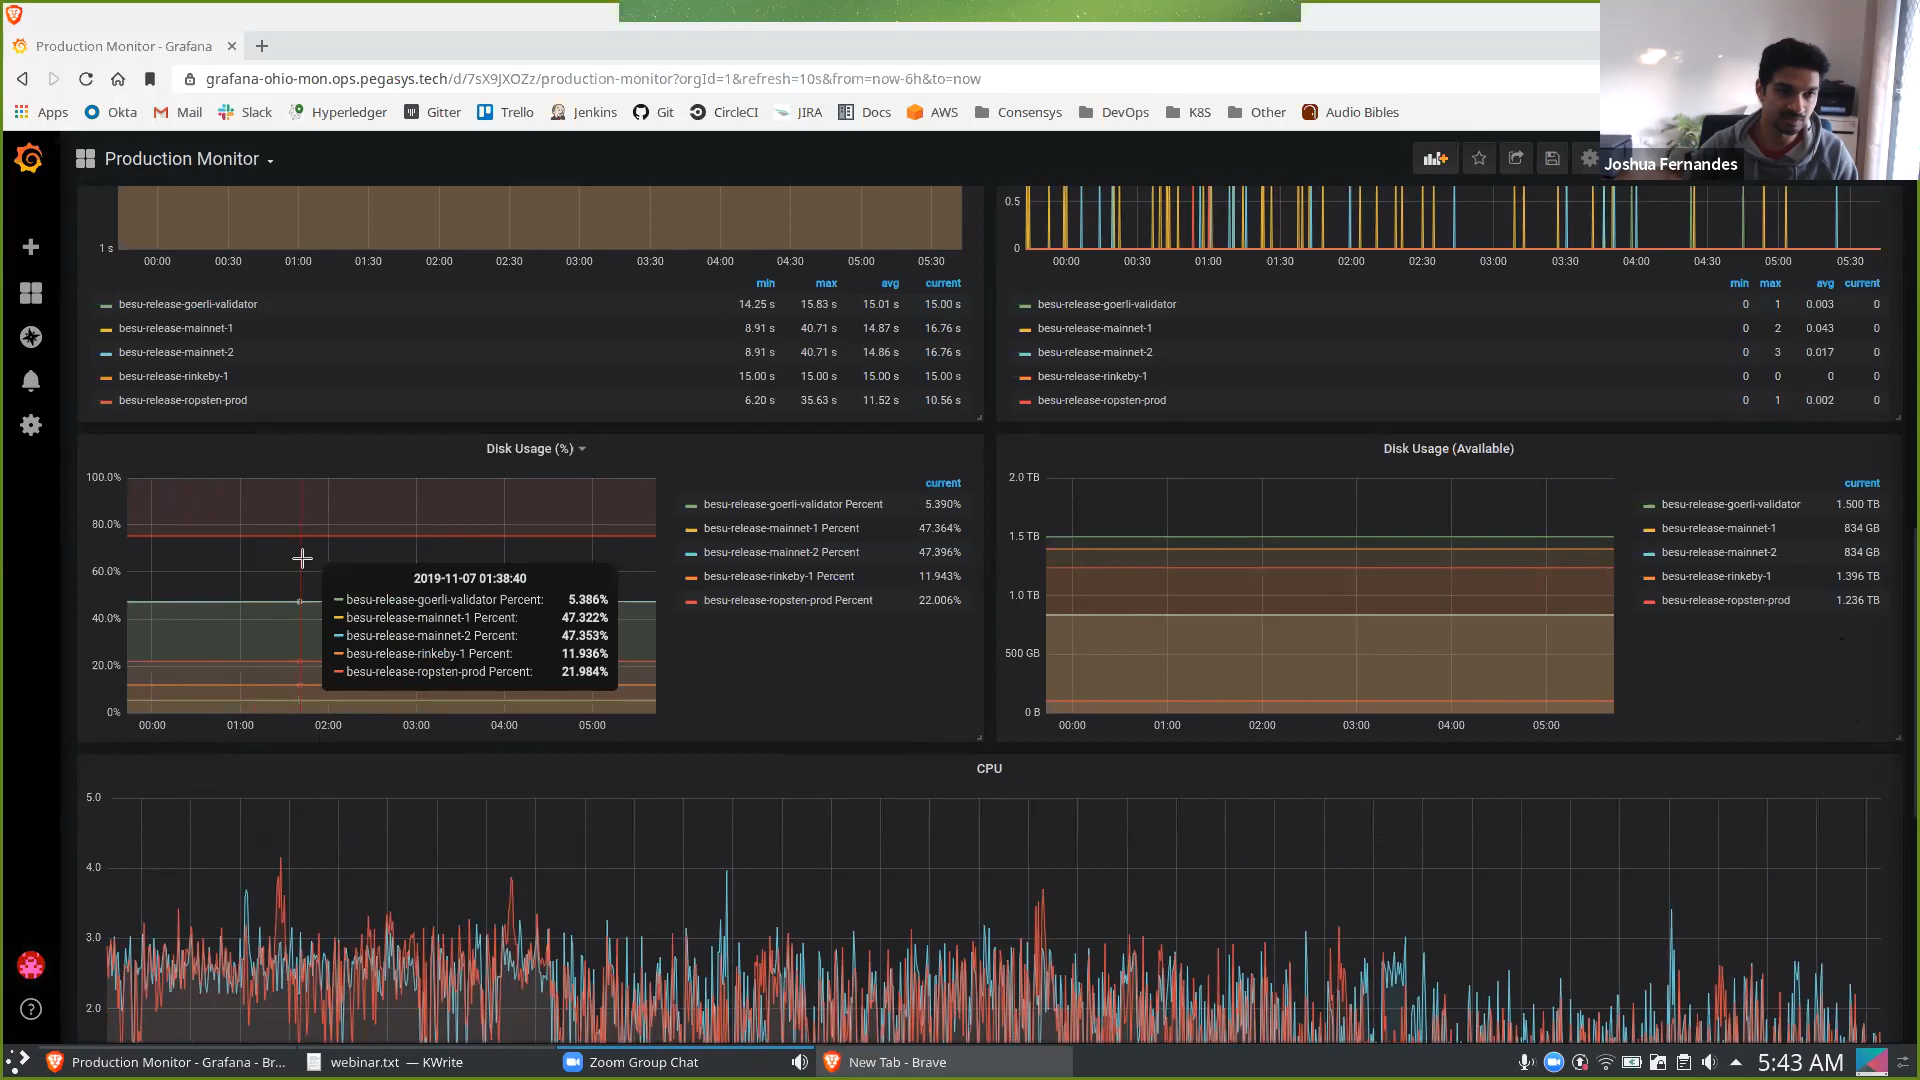 Production Monitor - Grafana
grafana-ohio-mon.ops.pegasys.tech/d/7sX9JXOZz/production-monitor?orgId=1&refresh=10s&from=now-6h&to=now
Apps Okta Mail Slack Hyperledger Gitter Trello Jenkins Git CircleCI JIRA Docs AWS Consensys DevOps K8S Other Audio Bibles
Joshua Fernandes
Production Monitor
1 s
00:00 00:30 01:00 01:30 02:00 02:30 03:00 03:30 04:00 04:30 05:00 05:30
min max avg current
besu-release-goerli-validator 14.25 s 15.83 s 15.01 s 15.00 s
besu-release-mainnet-1 8.91 s 40.71 s 14.87 s 16.76 s
besu-release-mainnet-2 8.91 s 40.71 s 14.86 s 16.76 s
besu-release-rinkeby-1 15.00 s 15.00 s 15.00 s 15.00 s
besu-release-ropsten-prod 6.20 s 35.63 s 11.52 s 10.56 s
0.5
0
00:00 00:30 01:00 01:30 02:00 02:30 03:00 03:30 04:00 04:30 05:00 05:30
min max avg current
besu-release-goerli-validator 0 1 0.003 0
besu-release-mainnet-1 0 2 0.043 0
besu-release-mainnet-2 0 3 0.017 0
besu-release-rinkeby-1 0 0 0 0
besu-release-ropsten-prod 0 1 0.002 0
Disk Usage (%)
100.0%
80.0%
60.0%
40.0%
20.0%
0%
00:00 01:00 02:00 03:00 04:00 05:00
2019-11-07 01:38:40
besu-release-goerli-validator Percent: 5.386%
besu-release-mainnet-1 Percent: 47.322%
besu-release-mainnet-2 Percent: 47.353%
besu-release-rinkeby-1 Percent: 11.936%
besu-release-ropsten-prod Percent: 21.984%
current
besu-release-goerli-validator Percent 5.390%
besu-release-mainnet-1 Percent 47.364%
besu-release-mainnet-2 Percent 47.396%
besu-release-rinkeby-1 Percent 11.943%
besu-release-ropsten-prod Percent 22.006%
Disk Usage (Available)
2.0 TB
1.5 TB
1.0 TB
500 GB
0 B
00:00 01:00 02:00 03:00 04:00 05:00
current
besu-release-goerli-validator 1.500 TB
besu-release-mainnet-1 834 GB
besu-release-mainnet-2 834 GB
besu-release-rinkeby-1 1.396 TB
besu-release-ropsten-prod 1.236 TB
CPU
5.0
4.0
3.0
2.0
Production Monitor - Grafana - Br... webinar.txt — KWrite Zoom Group Chat New Tab - Brave 5:43 AM